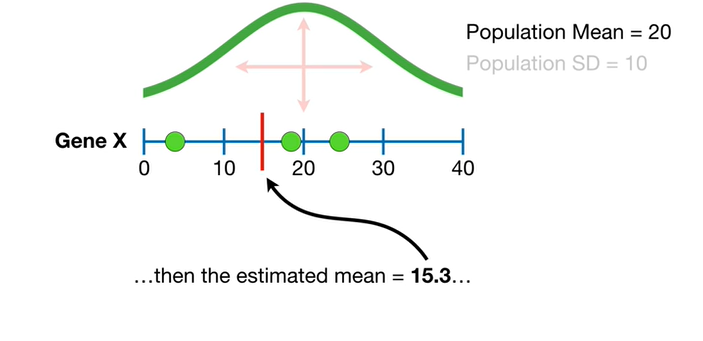 Population Mean = 20
Population SD = 10
Gene X
0 10 20 30 40
...then the estimated mean = 15.3...